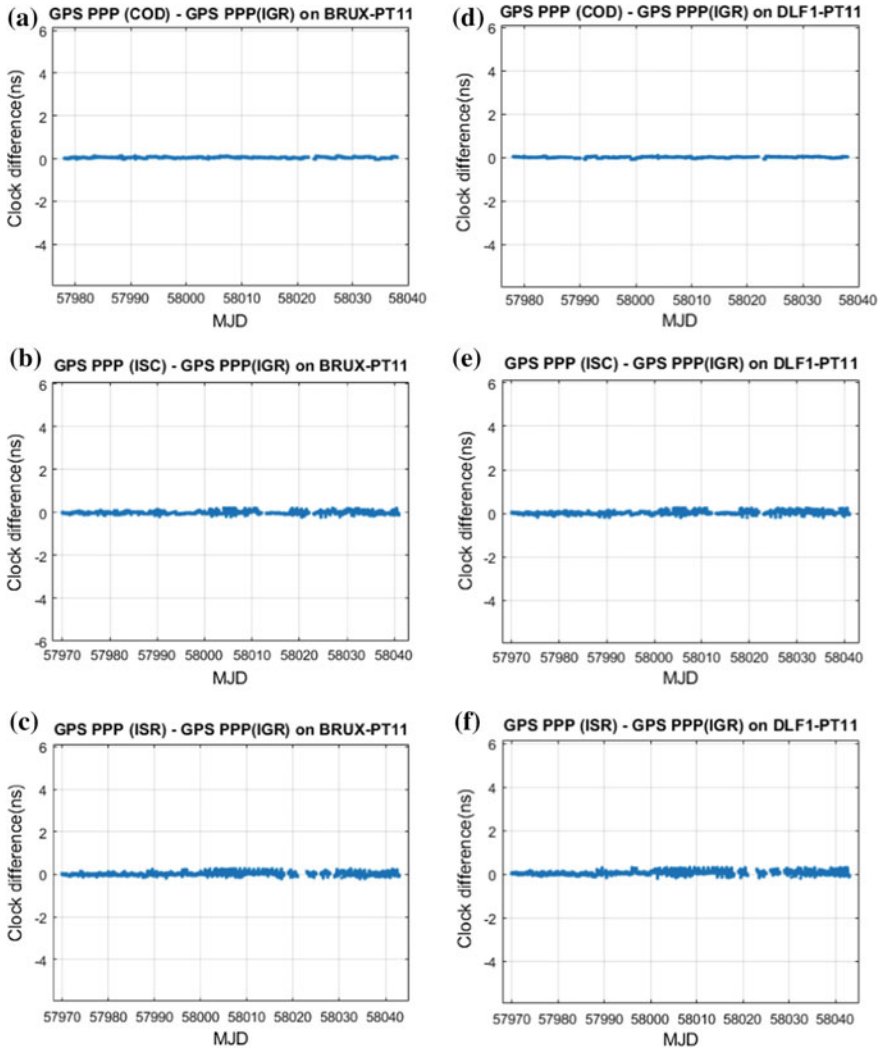 (a) GPS PPP (COD) - GPS PPP(IGR) on BRUX-PT11
6
4
2
0
-2
-4
Clock difference(ns)
57980 57990 58000 58010 58020 58030 58040
MJD
(d) GPS PPP (COD) - GPS PPP(IGR) on DLF1-PT11
6
4
2
0
-2
-4
Clock difference(ns)
57980 57990 58000 58010 58020 58030 58040
MJD
(b) GPS PPP (ISC) - GPS PPP(IGR) on BRUX-PT11
6
4
2
0
-2
-4
-6
Clock difference(ns)
57970 57980 57990 58000 58010 58020 58030 58040
MJD
(e) GPS PPP (ISC) - GPS PPP(IGR) on DLF1-PT11
6
4
2
0
-2
-4
Clock difference(ns)
57970 57980 57990 58000 58010 58020 58030 58040
MJD
(c) GPS PPP (ISR) - GPS PPP(IGR) on BRUX-PT11
6
4
2
0
-2
-4
Clock difference(ns)
57970 57980 57990 58000 58010 58020 58030 58040
MJD
(f) GPS PPP (ISR) - GPS PPP(IGR) on DLF1-PT11
6
4
2
0
-2
-4
Clock difference(ns)
57970 57980 57990 58000 58010 58020 58030 58040
MJD